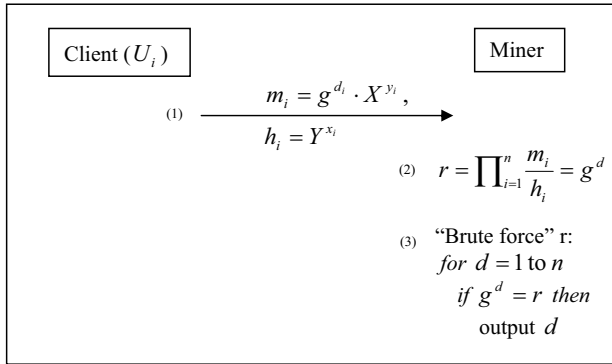 Client (U_i)
Miner
(1) m_i = g^{d_i} · X^{y_i} ,
h_i = Y^{x_i}
(2) r = ∏_{i=1}^{n} m_i / h_i = g^d
(3) “Brute force” r:
for d = 1 to n
if g^d = r then
output d